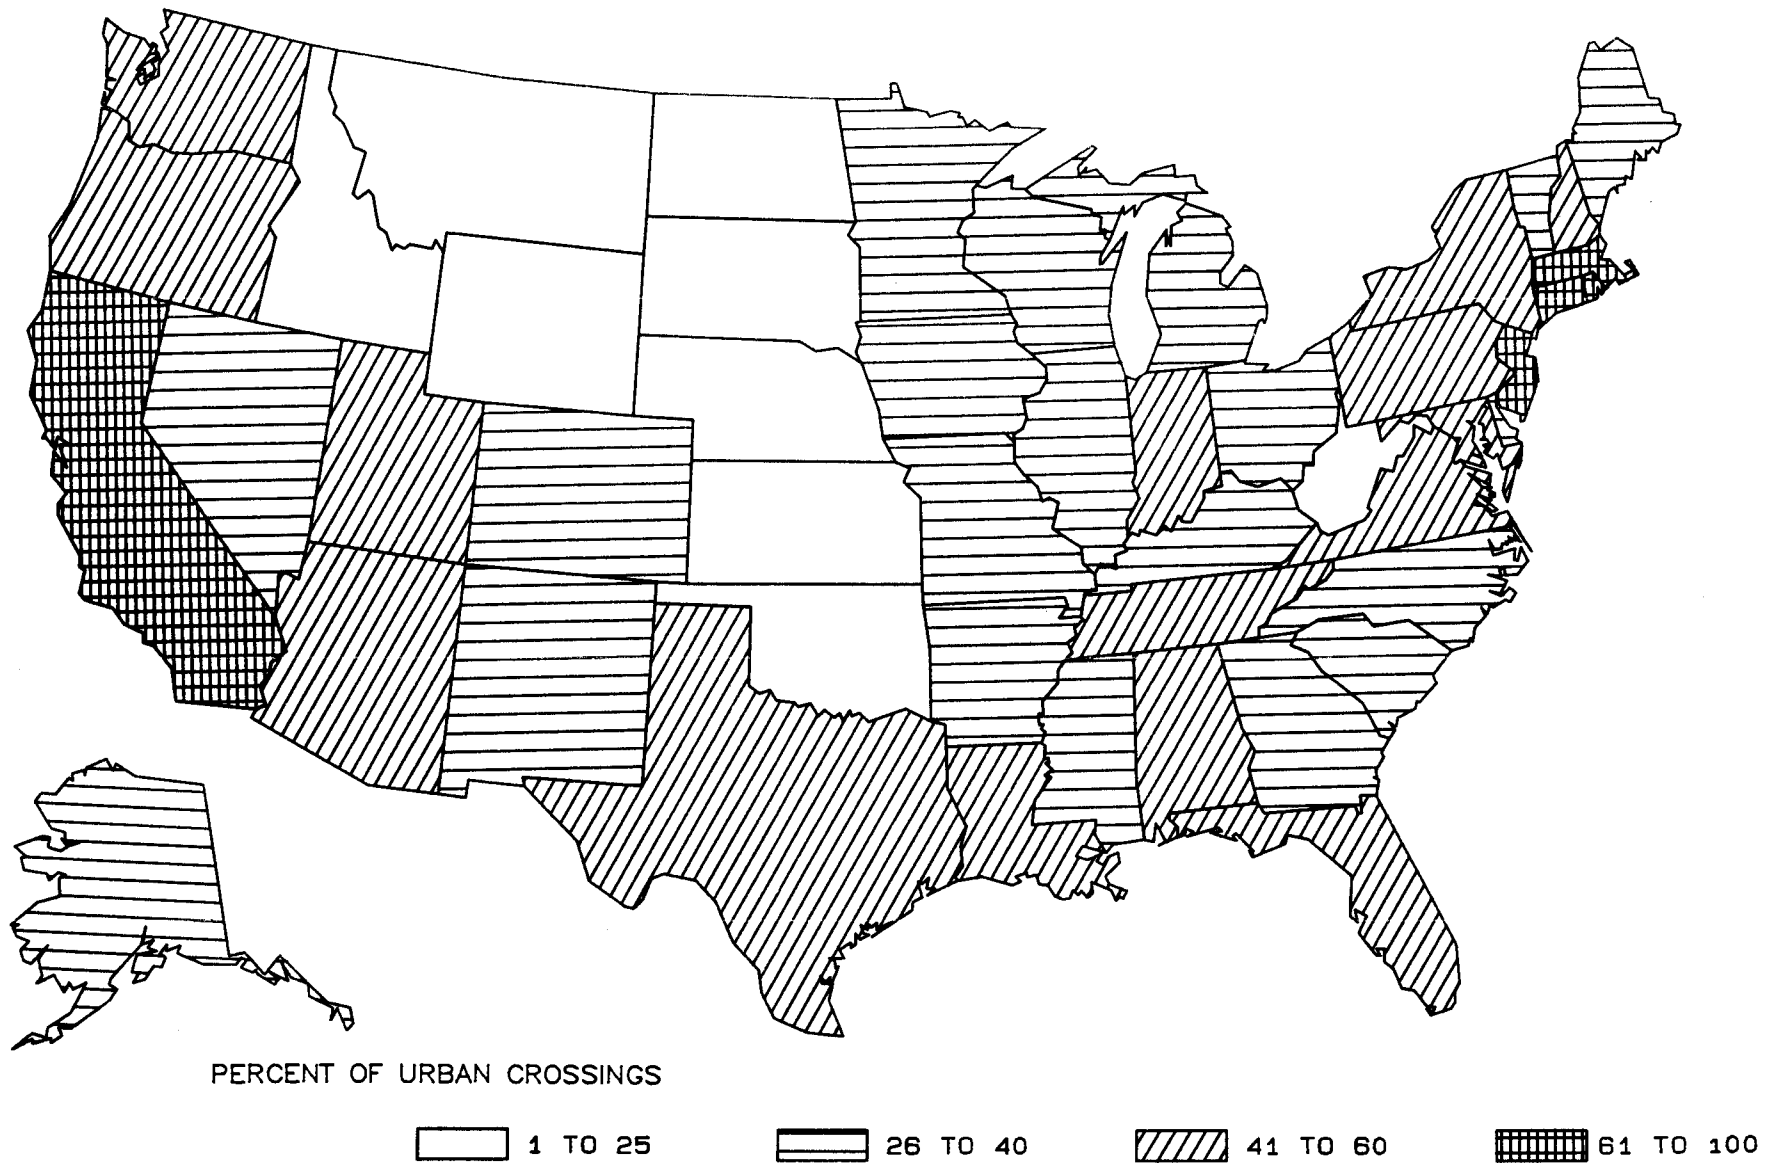 PERCENT OF URBAN CROSSINGS
1 TO 25 26 TO 40 41 TO 60 61 TO 100